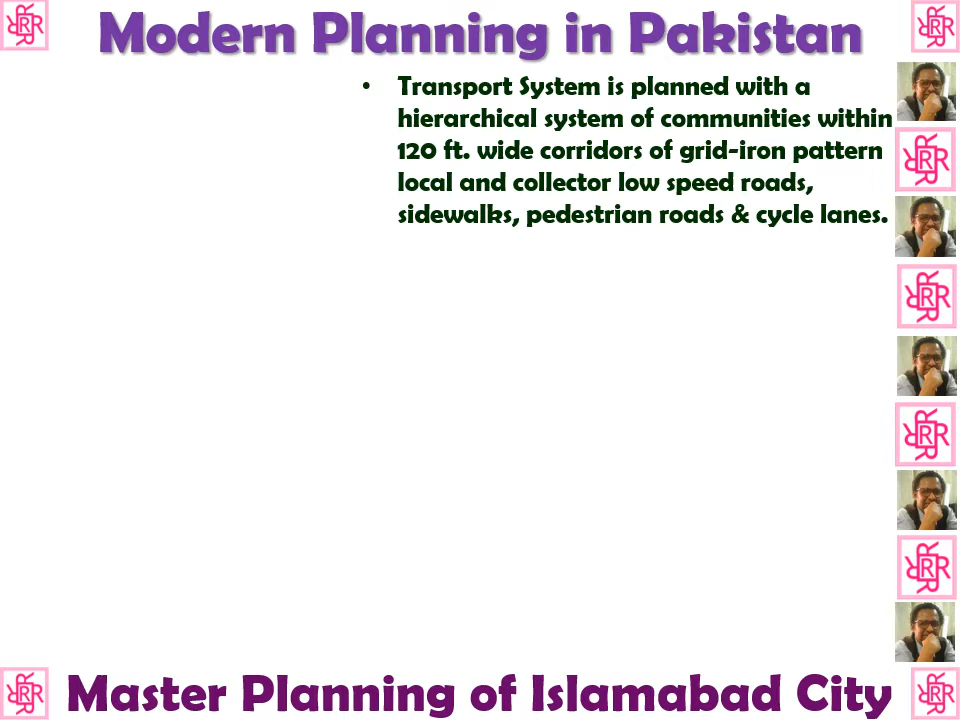 Modern Planning in Pakistan
• Transport System is planned with a
hierarchical system of communities within
120 ft. wide corridors of grid-iron pattern
local and collector low speed roads,
sidewalks, pedestrian roads & cycle lanes.
Master Planning of Islamabad City